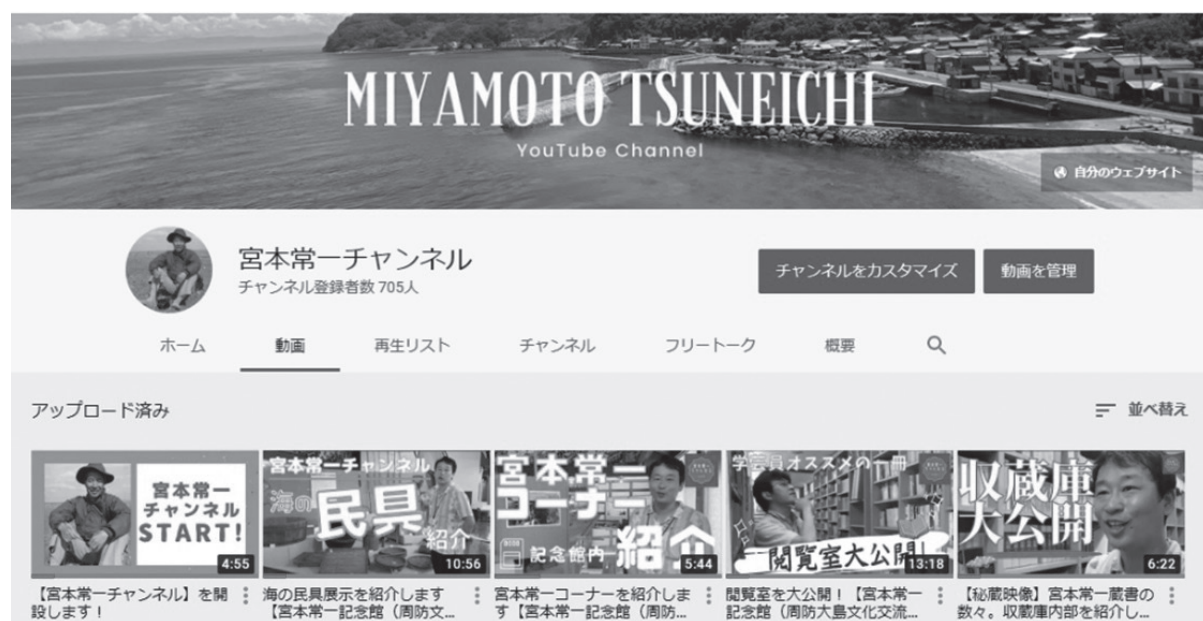 MIYAMOTO TSUNEICHI
YouTube Channel
自分のウェブサイト
宮本常一チャンネル
チャンネル登録者数 705人
チャンネルをカスタマイズ
動画を管理
ホーム
動画
再生リスト
チャンネル
フリートーク
概要
アップロード済み
並べ替え
宮本常一
チャンネル
START!
4:55
宮本常一チャンネル
海の
民具
紹介
10:56
宮本常一
コーナー
記念館内
紹介
5:44
学芸員オススメの一冊
閲覧室大公開!
13:18
収蔵庫
大公開
6:22
【宮本常一チャンネル】を開
設します!
海の民具展示を紹介します
【宮本常一記念館(周防文...
宮本常一コーナーを紹介しま
す【宮本常一記念館(周防...
閲覧室を大公開!【宮本常一
記念館(周防大島文化交流...
【秘蔵映像】宮本常一蔵書の
数々。収蔵庫内部を紹介し...